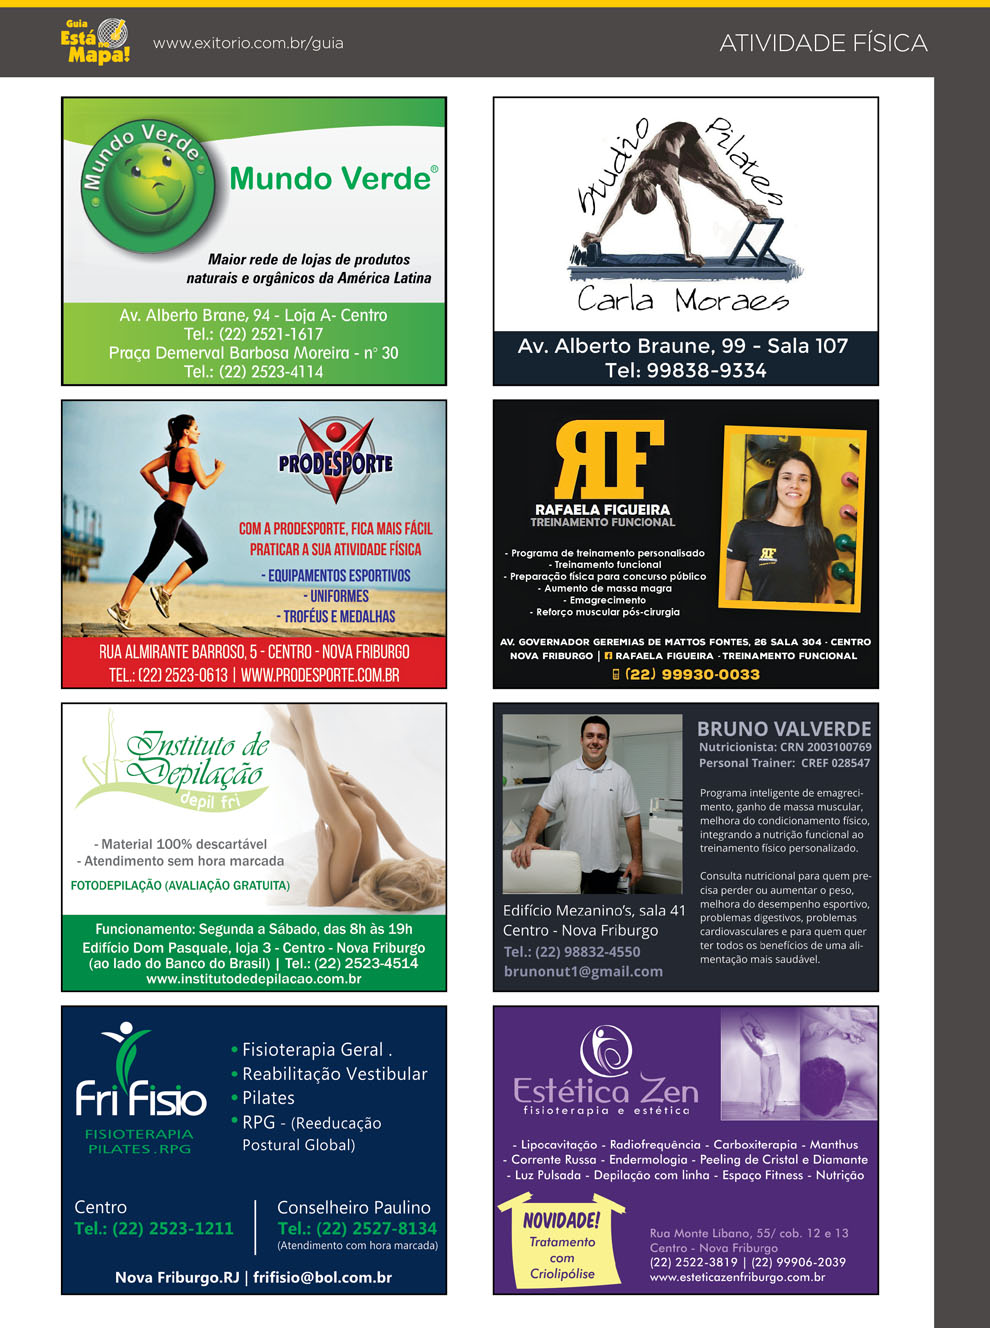 Guia
Está no
Mapa!
www.exitorio.com.br/guia
ATIVIDADE FÍSICA
Mundo Verde
Mundo Verde®
Maior rede de lojas de produtos
naturais e orgânicos da América Latina
Av. Alberto Brane, 94 - Loja A- Centro
Tel.: (22) 2521-1617
Praça Demerval Barbosa Moreira - n° 30
Tel.: (22) 2523-4114
Studio Pilates
Carla Moraes
Av. Alberto Braune, 99 - Sala 107
Tel: 99838-9334
PRODESPORTE
COM A PRODESPORTE, FICA MAIS FÁCIL
PRATICAR A SUA ATIVIDADE FÍSICA
- EQUIPAMENTOS ESPORTIVOS
- UNIFORMES
- TROFÉUS E MEDALHAS
RUA ALMIRANTE BARROSO, 5 - CENTRO - NOVA FRIBURGO
TEL.: (22) 2523-0613 | WWW.PRODESPORTE.COM.BR
RF
RAFAELA FIGUEIRA
TREINAMENTO FUNCIONAL
- Programa de treinamento personalisado
- Treinamento funcional
- Preparação física para concurso público
- Aumento de massa magra
- Emagrecimento
- Reforço muscular pós-cirurgia
RF
AV. GOVERNADOR GEREMIAS DE MATTOS FONTES, 26 SALA 304 - CENTRO
NOVA FRIBURGO | f RAFAELA FIGUEIRA - TREINAMENTO FUNCIONAL
(22) 99930-0033
Instituto de
Depilação
depil fri
- Material 100% descartável
- Atendimento sem hora marcada
FOTODEPILAÇÃO (AVALIAÇÃO GRATUITA)
Funcionamento: Segunda a Sábado, das 8h às 19h
Edifício Dom Pasquale, loja 3 - Centro - Nova Friburgo
(ao lado do Banco do Brasil) | Tel.: (22) 2523-4514
www.institutodedepilacao.com.br
BRUNO VALVERDE
Nutricionista: CRN 2003100769
Personal Trainer: CREF 028547
Programa inteligente de emagreci-
mento, ganho de massa muscular,
melhora do condicionamento físico,
integrando a nutrição funcional ao
treinamento físico personalizado.
Consulta nutricional para quem pre-
cisa perder ou aumentar o peso,
melhora do desempenho esportivo,
problemas digestivos, problemas
cardiovasculares e para quem quer
ter todos os benefícios de uma ali-
mentação mais saudável.
Edifício Mezanino's, sala 41
Centro - Nova Friburgo
Tel.: (22) 98832-4550
brunonut1@gmail.com
Fri Fisio
FISIOTERAPIA
PILATES.RPG
• Fisioterapia Geral .
• Reabilitação Vestibular
• Pilates
• RPG - (Reeducação
Postural Global)
Centro
Tel.: (22) 2523-1211
Conselheiro Paulino
Tel.: (22) 2527-8134
(Atendimento com hora marcada)
Nova Friburgo.RJ | frifisio@bol.com.br
Estética Zen
fisioterapia e estética
- Lipocavitação - Radiofrequência - Carboxiterapia - Manthus
- Corrente Russa - Endermologia - Peeling de Cristal e Diamante
- Luz Pulsada - Depilação com linha - Espaço Fitness - Nutrição
NOVIDADE!
Tratamento
com
Criolipólise
Rua Monte Líbano, 55/ cob. 12 e 13
Centro - Nova Friburgo
(22) 2522-3819 | (22) 99906-2039
www.esteticazenfriburgo.com.br